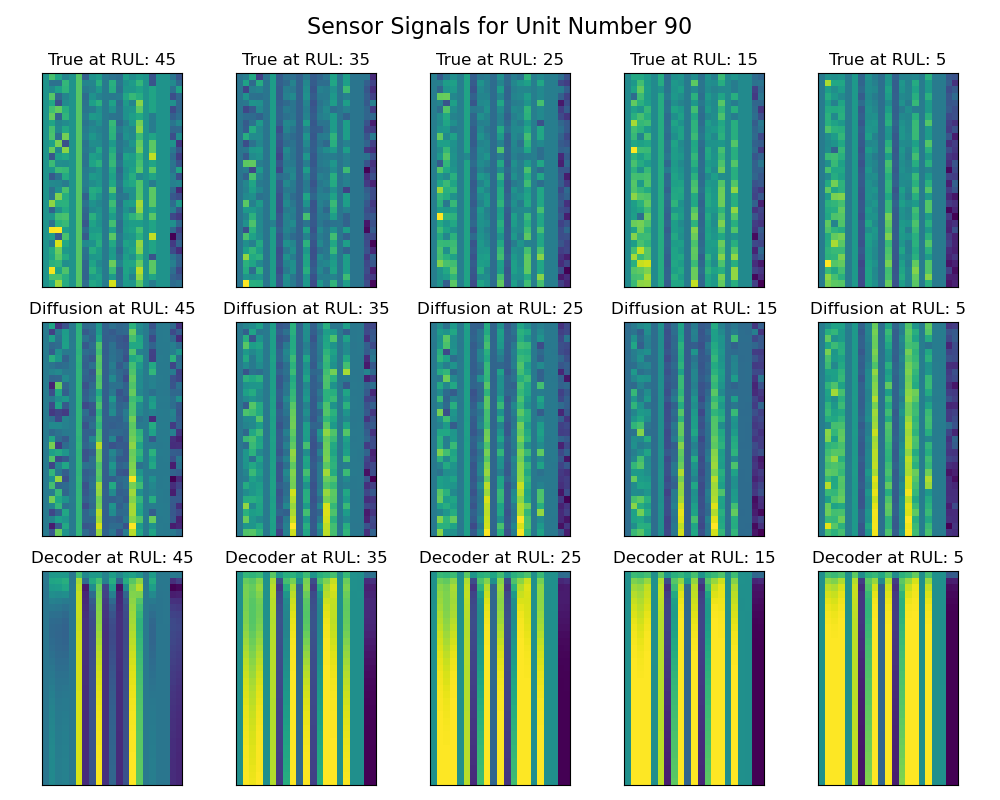 Sensor Signals for Unit Number 90
True at RUL: 45
True at RUL: 35
True at RUL: 25
True at RUL: 15
True at RUL: 5
Diffusion at RUL: 45
Diffusion at RUL: 35
Diffusion at RUL: 25
Diffusion at RUL: 15
Diffusion at RUL: 5
Decoder at RUL: 45
Decoder at RUL: 35
Decoder at RUL: 25
Decoder at RUL: 15
Decoder at RUL: 5